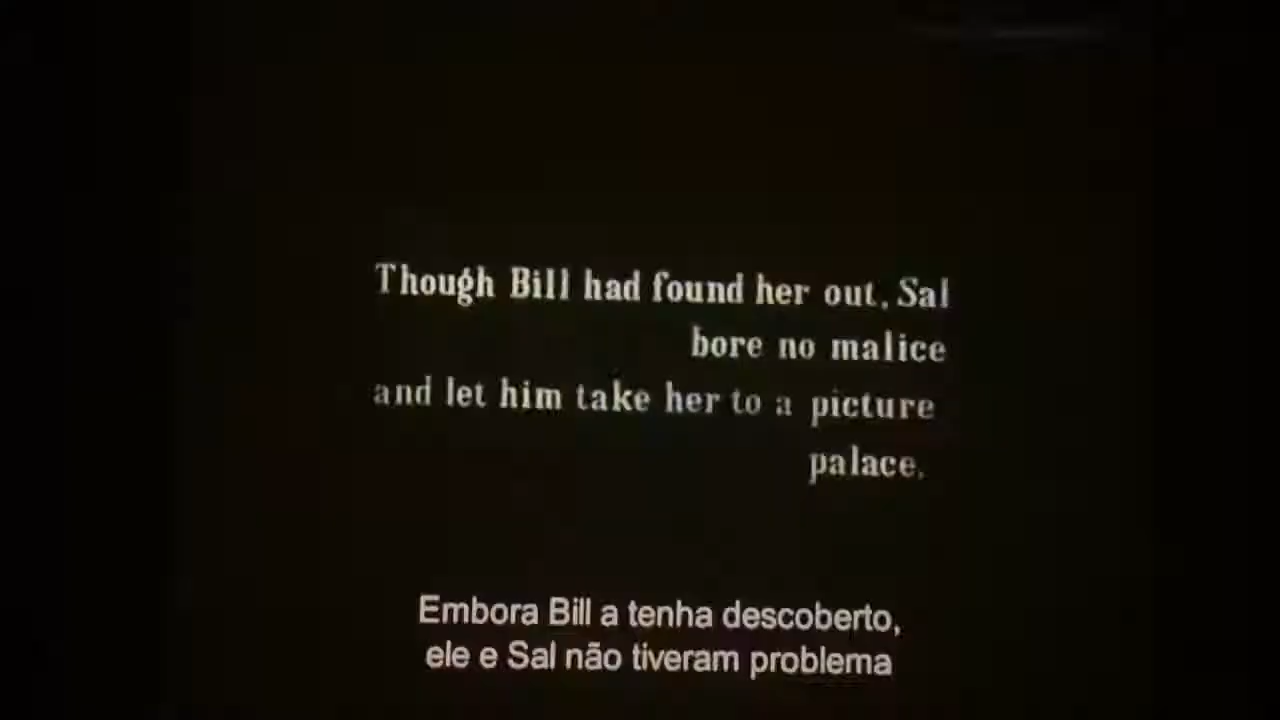 Though Bill had found her out, Sal
bore no malice
and let him take her to a picture
palace.
Embora Bill a tenha descoberto,
ele e Sal não tiveram problema